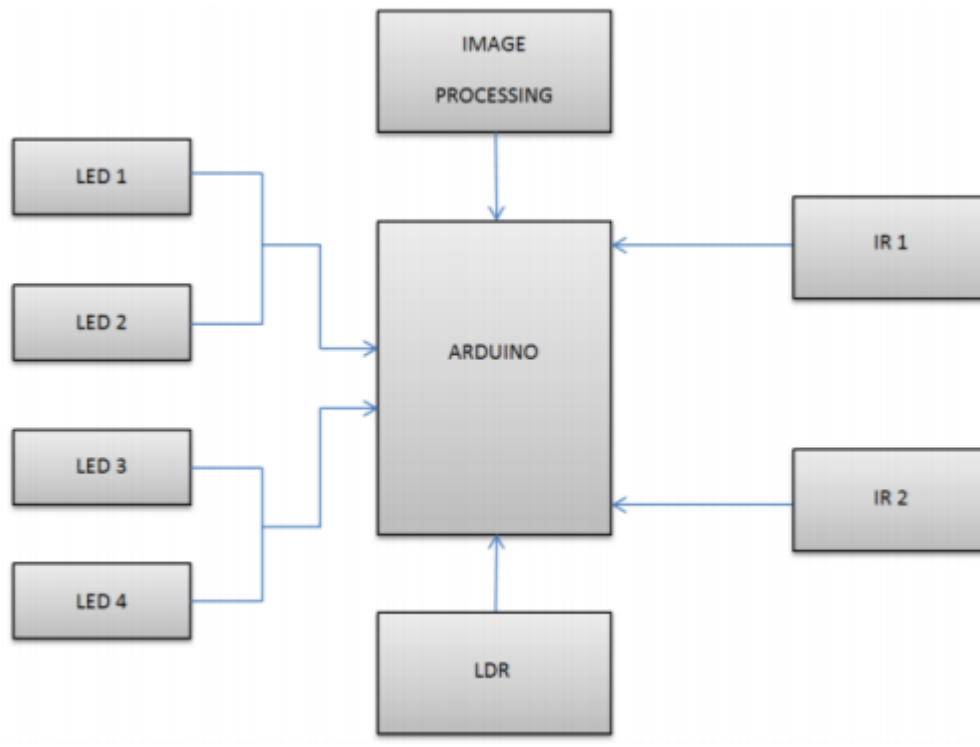 IMAGE
PROCESSING
LED 1
IR 1
LED 2
ARDUINO
LED 3
IR 2
LED 4
LDR